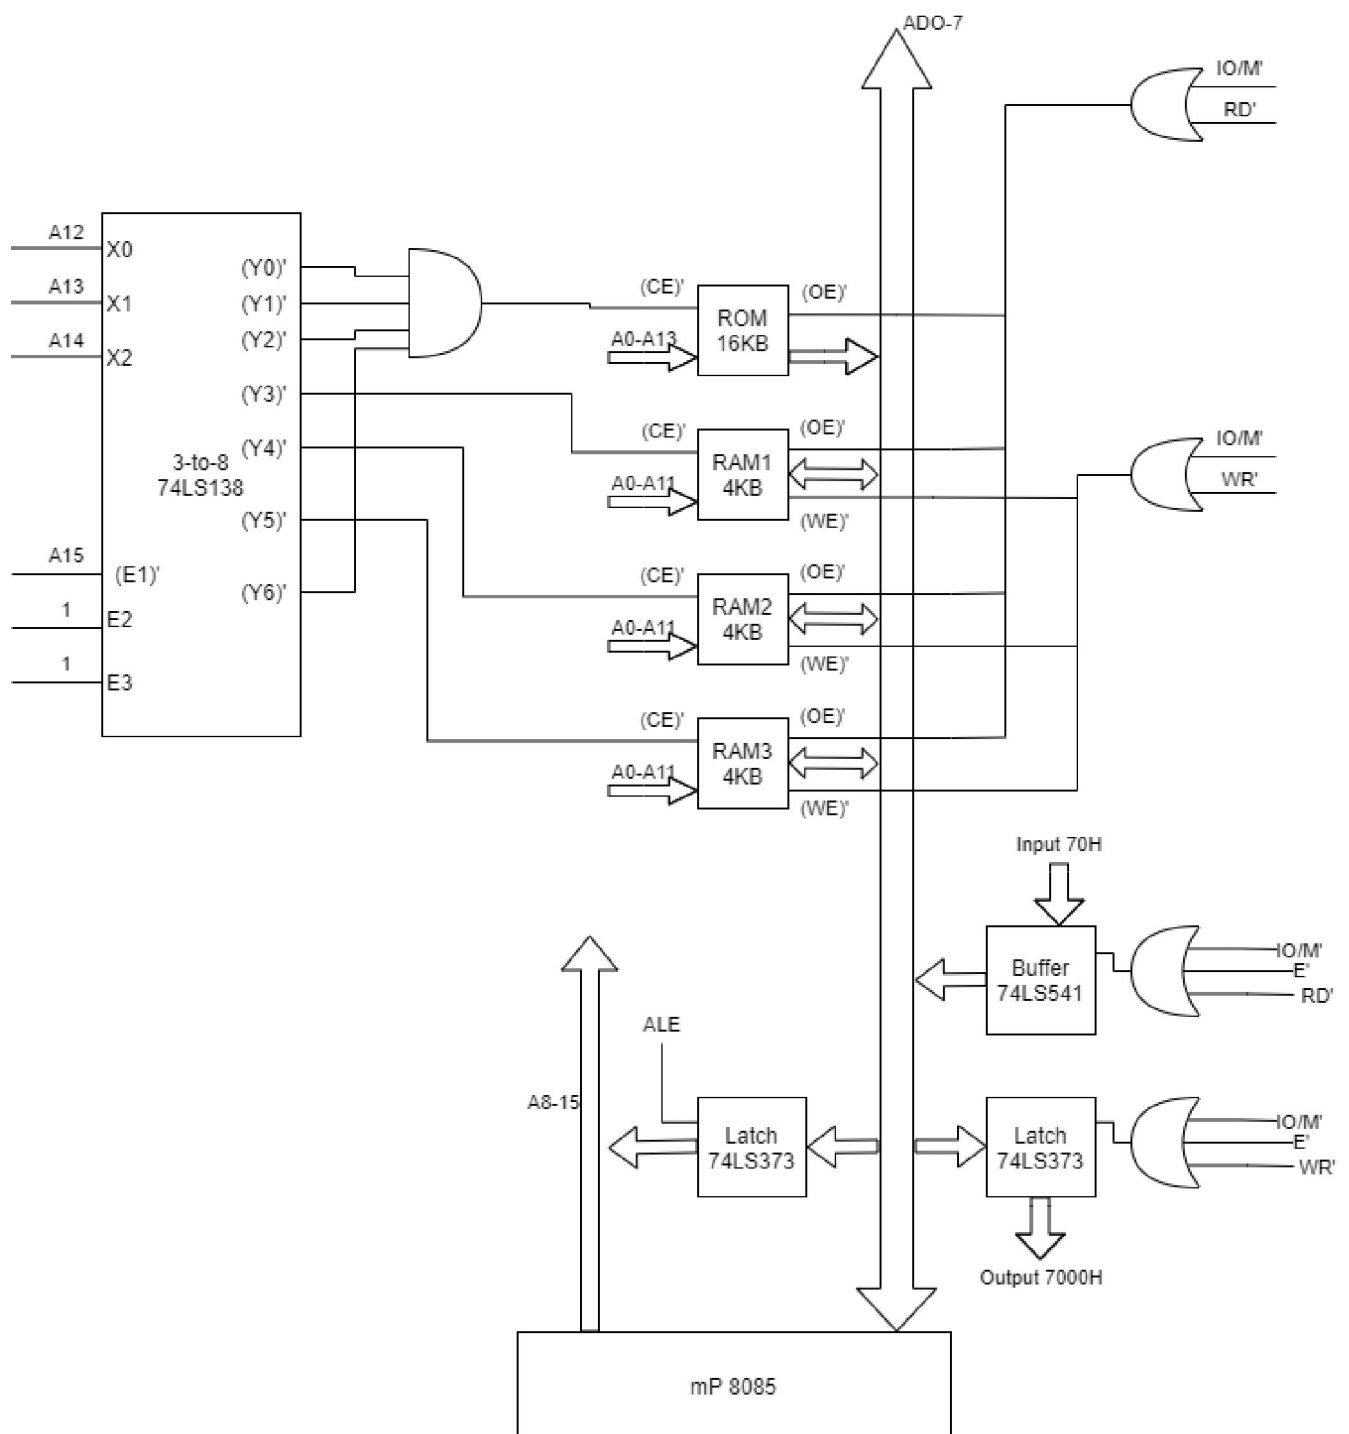 ADO-7
IO/M'
RD'
A12
X0
(Y0)'
A13
X1
(Y1)'
(CE)'
(OE)'
ROM
16KB
A14
X2
(Y2)'
A0-A13
(Y3)'
(CE)'
(OE)'
IO/M'
3-to-8
74LS138
(Y4)'
RAM1
4KB
A0-A11
WR'
(Y5)'
(WE)'
A15
(E1)'
(Y6)'
(CE)'
(OE)'
1
E2
RAM2
4KB
A0-A11
1
E3
(WE)'
(CE)'
(OE)'
RAM3
4KB
A0-A11
(WE)'
Input 70H
Buffer
74LS541
IO/M'
E'
RD'
ALE
A8-15
Latch
74LS373
Latch
74LS373
IO/M'
E'
WR'
Output 7000H
mP 8085